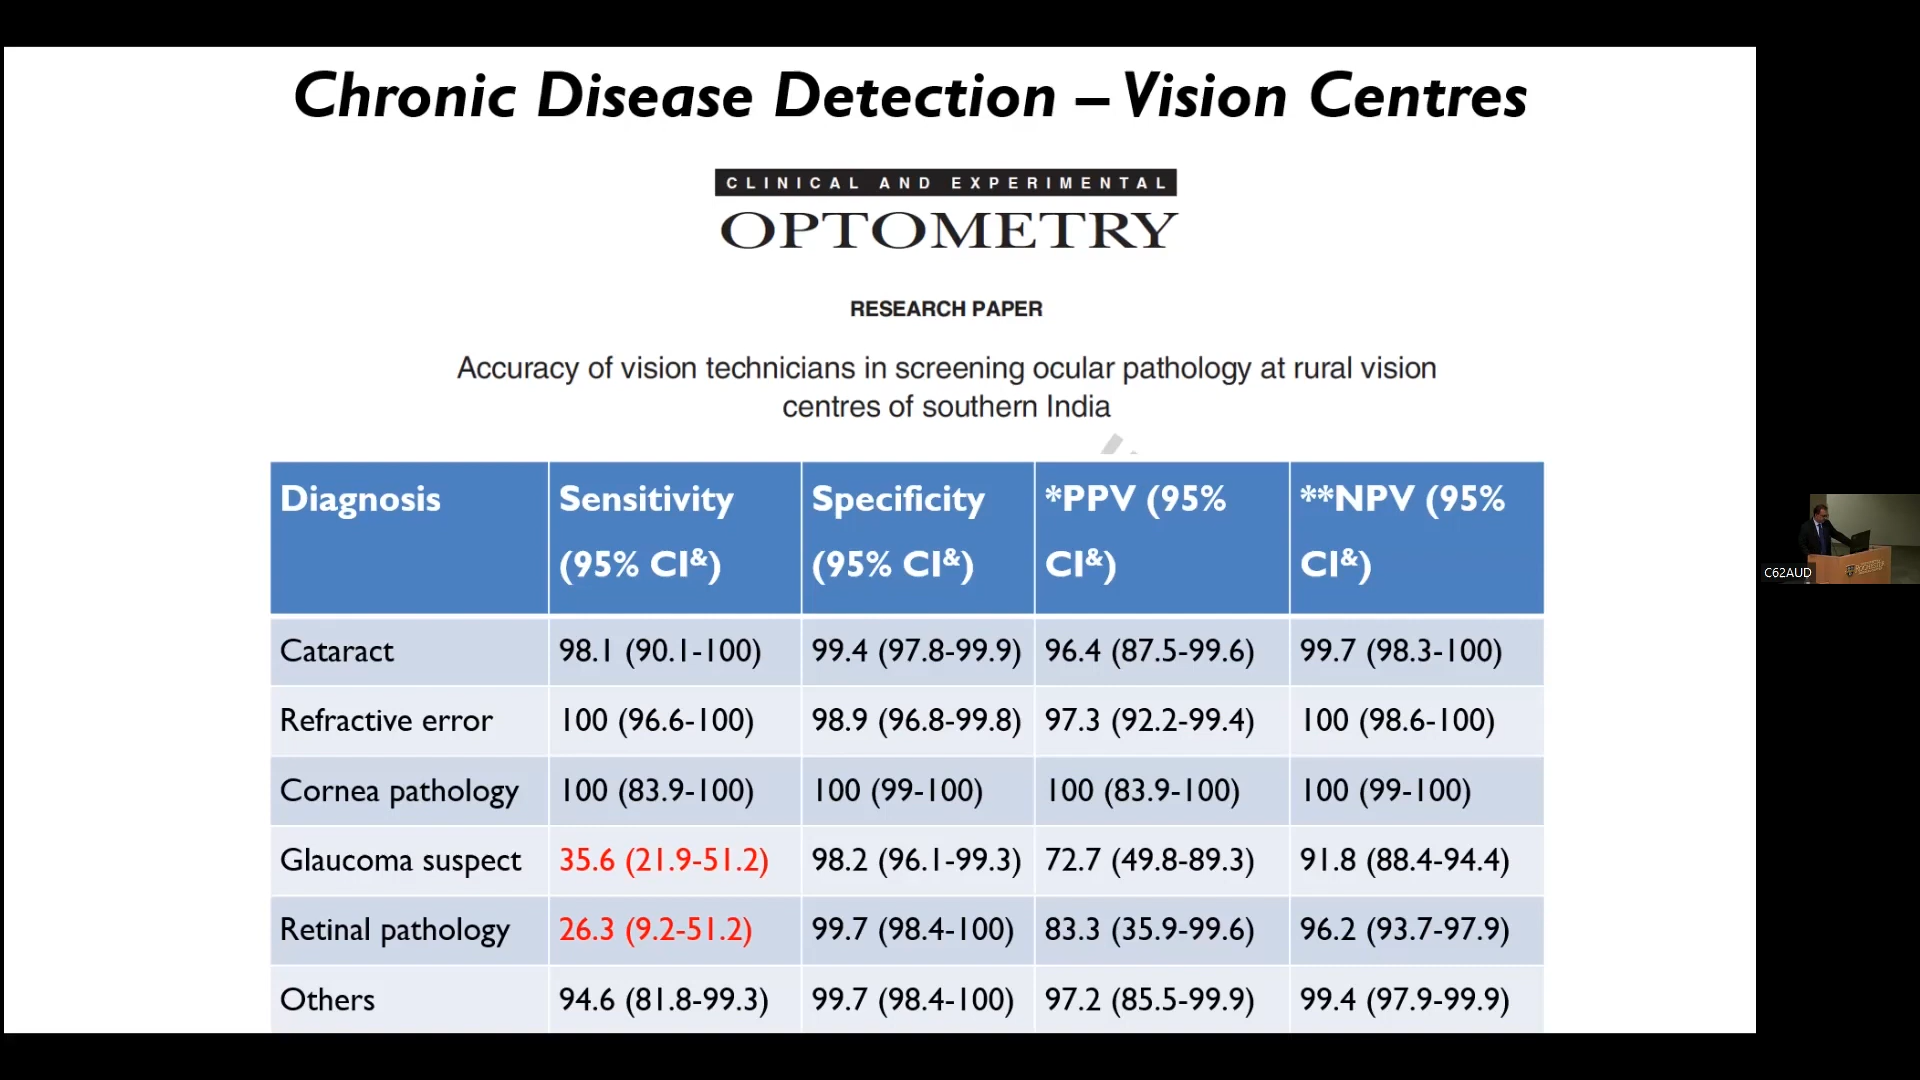 Chronic Disease Detection – Vision Centres
CLINICAL AND EXPERIMENTAL
OPTOMETRY
RESEARCH PAPER
Accuracy of vision technicians in screening ocular pathology at rural vision
centres of southern India
Diagnosis
Sensitivity
(95% CI&)
Specificity
(95% CI&)
*PPV (95%
CI&)
**NPV (95%
CI&)
Cataract 98.1 (90.1-100) 99.4 (97.8-99.9) 96.4 (87.5-99.6) 99.7 (98.3-100)
Refractive error 100 (96.6-100) 98.9 (96.8-99.8) 97.3 (92.2-99.4) 100 (98.6-100)
Cornea pathology 100 (83.9-100) 100 (99-100) 100 (83.9-100) 100 (99-100)
Glaucoma suspect 35.6 (21.9-51.2) 98.2 (96.1-99.3) 72.7 (49.8-89.3) 91.8 (88.4-94.4)
Retinal pathology 26.3 (9.2-51.2) 99.7 (98.4-100) 83.3 (35.9-99.6) 96.2 (93.7-97.9)
Others 94.6 (81.8-99.3) 99.7 (98.4-100) 97.2 (85.5-99.9) 99.4 (97.9-99.9)
C62AUD